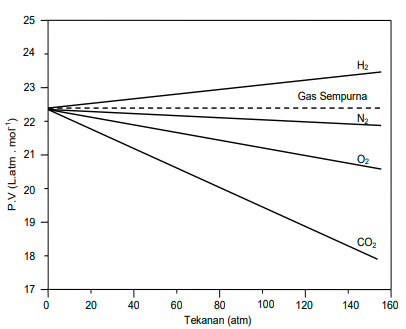 25
24
23
22
21
20
19
18
17
P.V (L.atm . mol⁻¹)
H₂
Gas Sempurna
N₂
O₂
CO₂
0 20 40 60 80 100 120 140 160
Tekanan (atm)